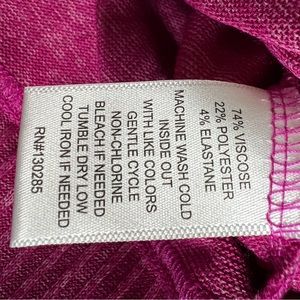 74% VISCOSE
22% POLYESTER
4% ELASTANE
MACHINE WASH COLD
INSIDE OUT
WITH LIKE COLORS
GENTLE CYCLE
NON-CHLORINE
BLEACH IF NEEDED
TUMBLE DRY LOW
COOL IRON IF NEEDED
RN#130285